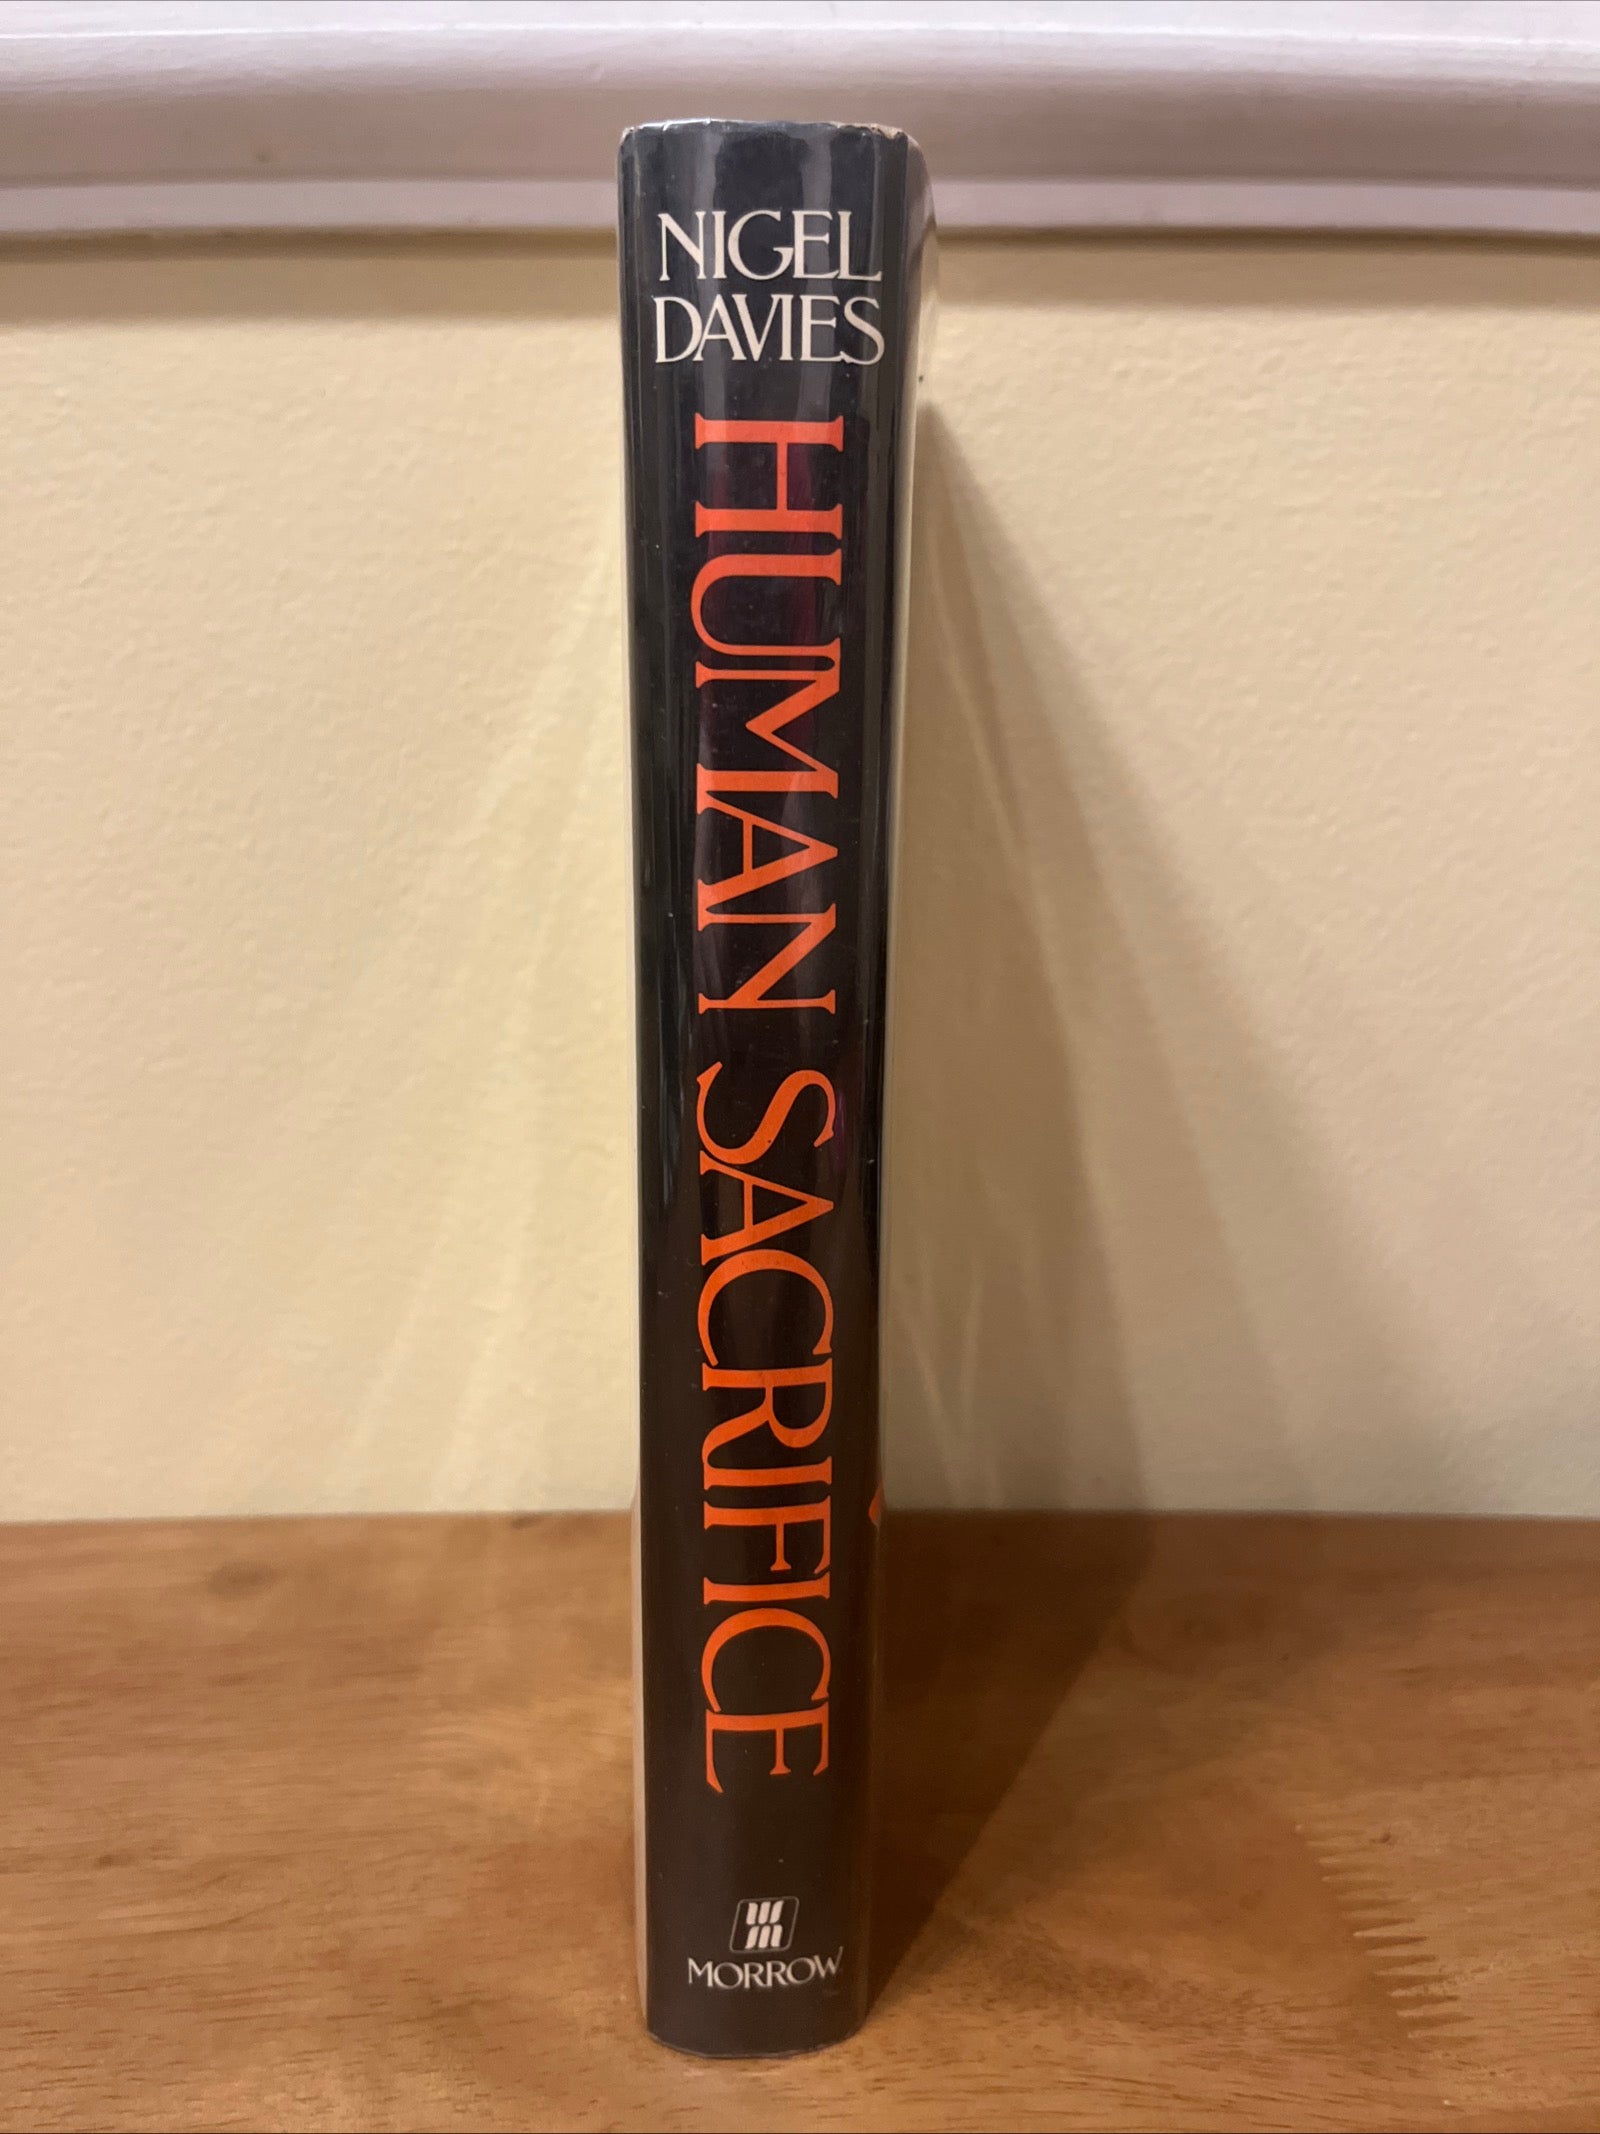 NIGEL
DAVIES
HUMAN SACRIFICE
MORROW